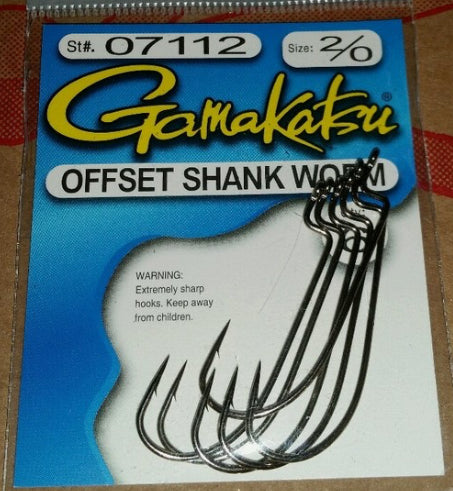 St#. 07112 Size: 2/0
Gamakatsu®
OFFSET SHANK WORM
WARNING:
Extremely sharp
hooks. Keep away
from children.